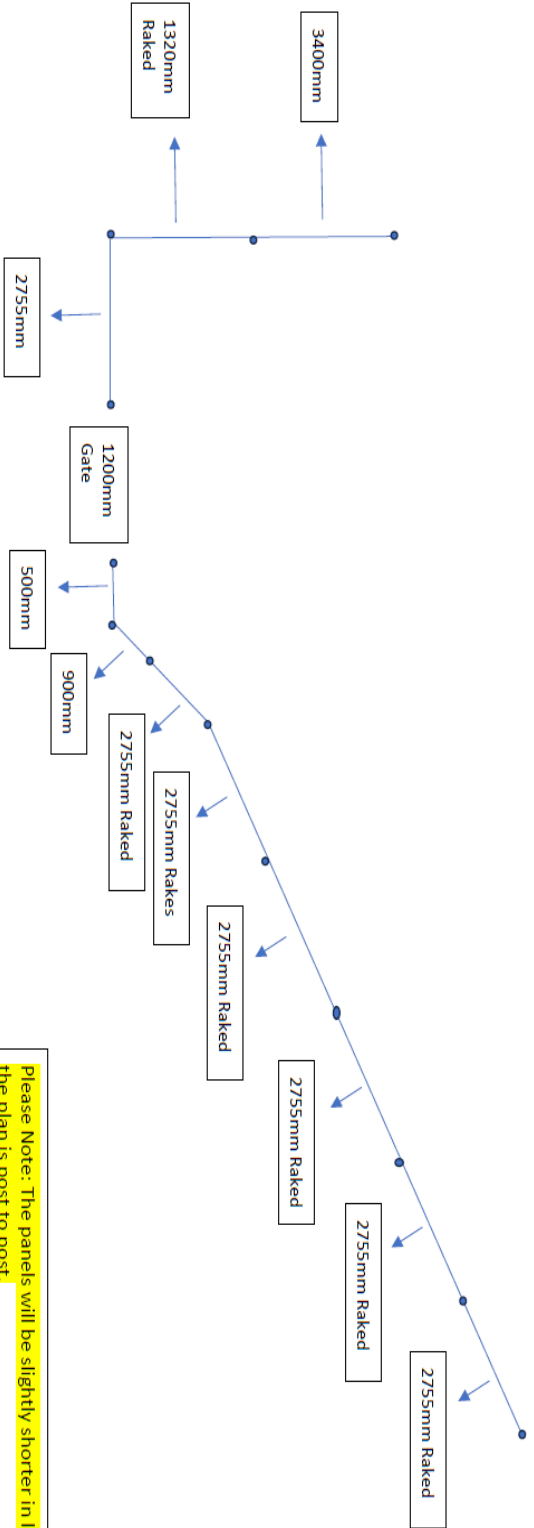 3400mm
1320mm
Raked
2755mm
1200mm
Gate
500mm
900mm
2755mm Raked
2755mm Rakes
2755mm Raked
2755mm Raked
2755mm Raked
2755mm Raked
Please Note: The panels will be slightly shorter in
the plan is post to post.